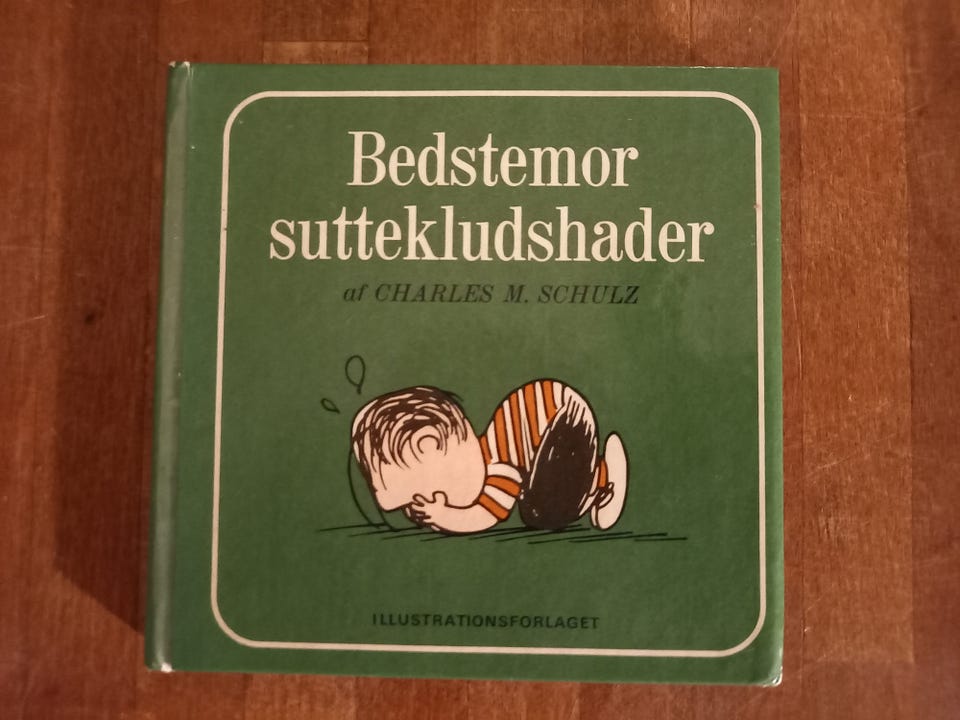 Bedstemor
suttekludshader
af CHARLES M. SCHULZ
ILLUSTRATIONSFORLAGET